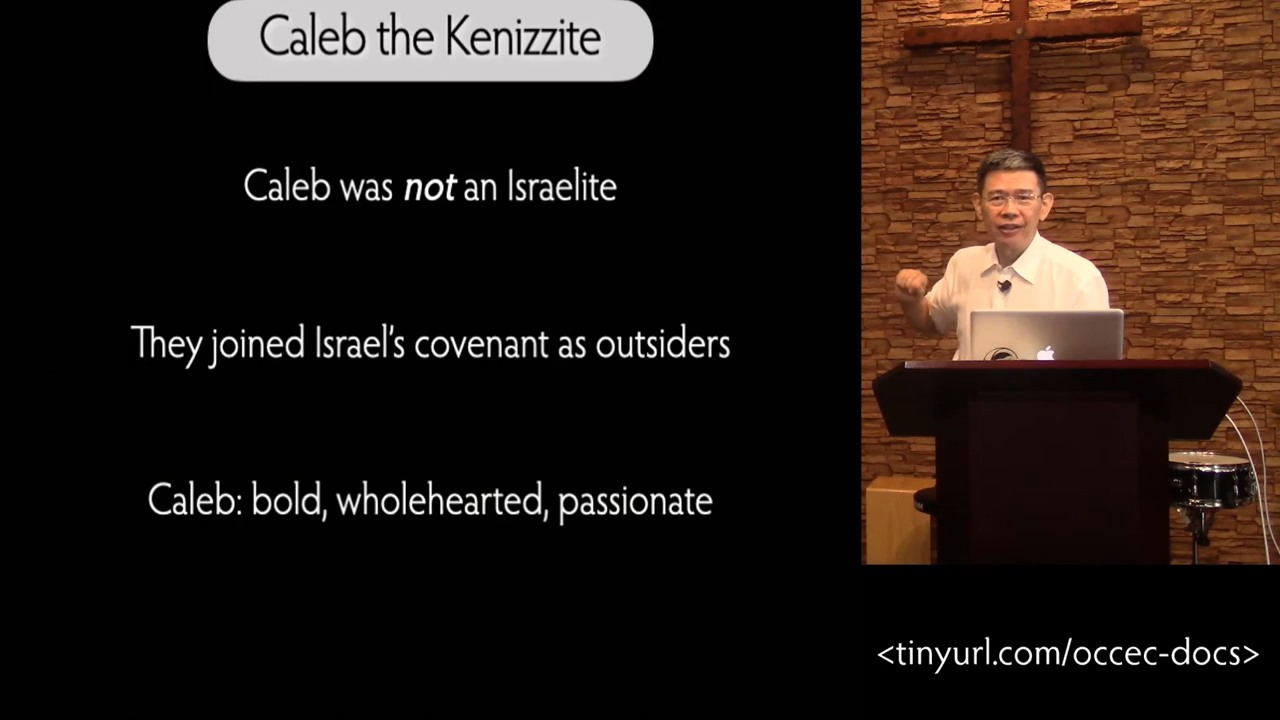 Caleb the Kenizzite
Caleb was not an Israelite
They joined Israel's covenant as outsiders
Caleb: bold, wholehearted, passionate
<tinyurl.com/occec-docs>